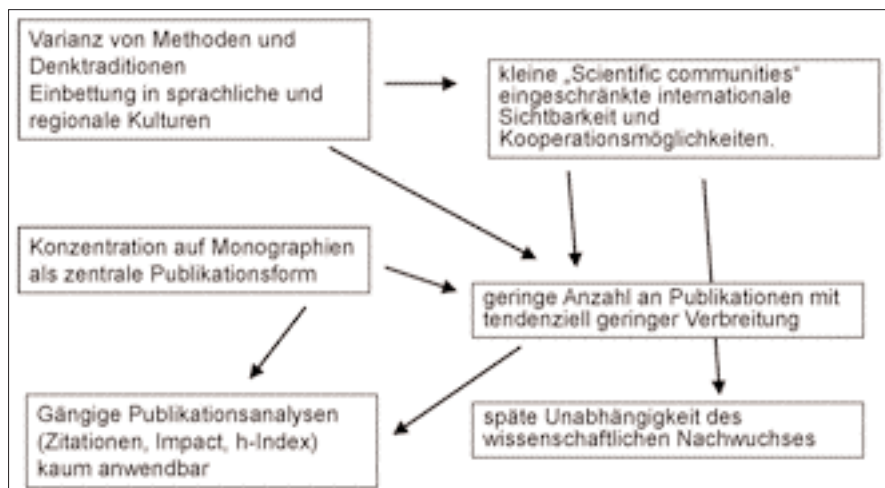 Varianz von Methoden und
Denktraditionen
Einbettung in sprachliche und
regionale Kulturen
kleine „Scientific communities“
eingeschränkte internationale
Sichtbarkeit und
Kooperationsmöglichkeiten.
Konzentration auf Monographien
als zentrale Publikationsform
geringe Anzahl an Publikationen mit
tendenziell geringer Verbreitung
Gängige Publikationsanalysen
(Zitationen, Impact, h-Index)
kaum anwendbar
späte Unabhängigkeit des
wissenschaftlichen Nachwuchses